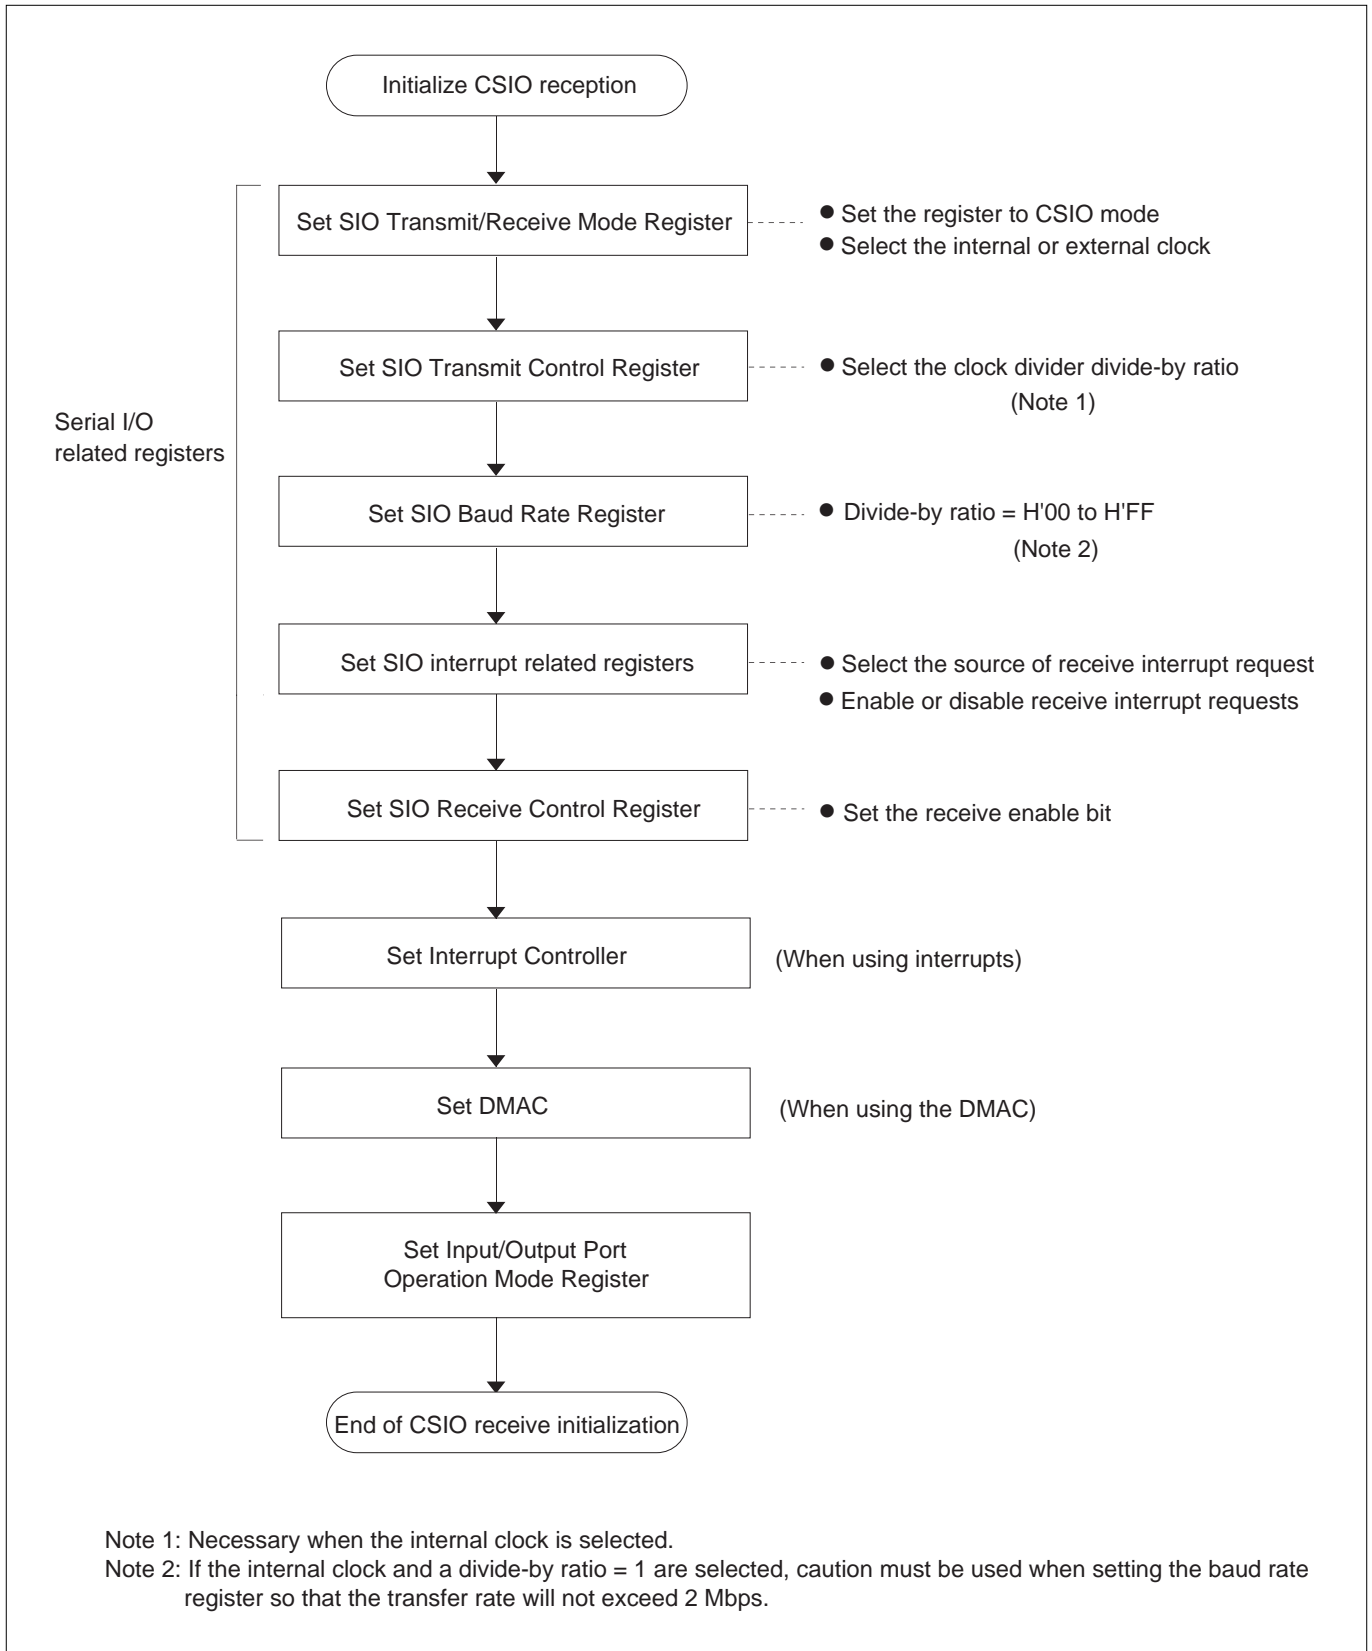 Initialize CSIO reception
Set SIO Transmit/Receive Mode Register
● Set the register to CSIO mode
● Select the internal or external clock
Set SIO Transmit Control Register
● Select the clock divider divide-by ratio
(Note 1)
Serial I/O
related registers
Set SIO Baud Rate Register
● Divide-by ratio = H'00 to H'FF
(Note 2)
Set SIO interrupt related registers
● Select the source of receive interrupt request
● Enable or disable receive interrupt requests
Set SIO Receive Control Register
● Set the receive enable bit
Set Interrupt Controller
(When using interrupts)
Set DMAC
(When using the DMAC)
Set Input/Output Port
Operation Mode Register
End of CSIO receive initialization
Note 1: Necessary when the internal clock is selected.
Note 2: If the internal clock and a divide-by ratio = 1 are selected, caution must be used when setting the baud rate
register so that the transfer rate will not exceed 2 Mbps.